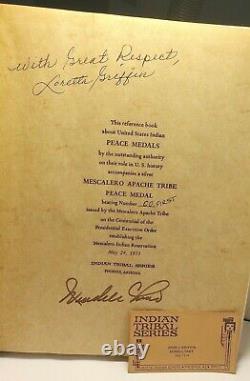 With Great Respect,
Loretta Griffin
This reference book
about United States Indian
PEACE MEDALS
by the outstanding authority
on their role in U.S. history
accompanies a silver
MESCALERO APACHE TRIBE
PEACE MEDAL
bearing Number
issued by the Mescalero Apache Tribe
on the Centennial of the
Presidential Executive Order
establishing the
Mescalero Indian Reservation
May 29, 1973
INDIAN TRIBAL SERIES
PHOENIX, ARIZONA
INDIAN
TRIBAL
SERIES